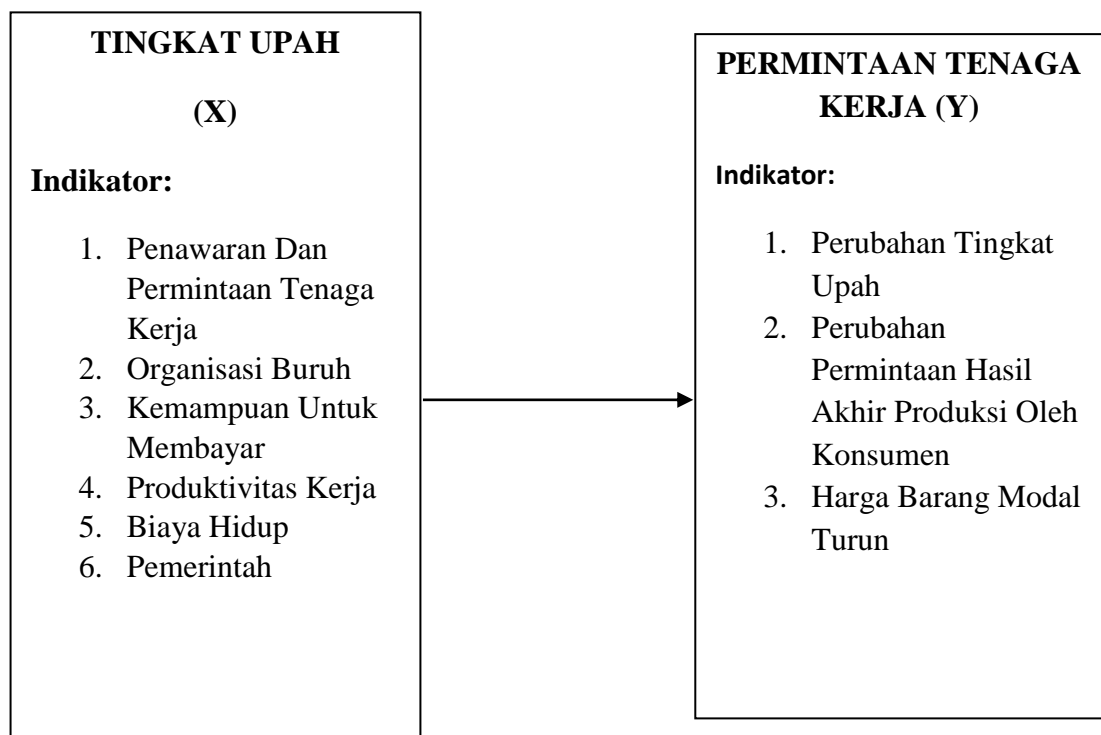 TINGKAT UPAH
(X)
Indikator:
1. Penawaran Dan
Permintaan Tenaga
Kerja
2. Organisasi Buruh
3. Kemampuan Untuk
Membayar
4. Produktivitas Kerja
5. Biaya Hidup
6. Pemerintah
PERMINTAAN TENAGA
KERJA (Y)
Indikator:
1. Perubahan Tingkat
Upah
2. Perubahan
Permintaan Hasil
Akhir Produksi Oleh
Konsumen
3. Harga Barang Modal
Turun